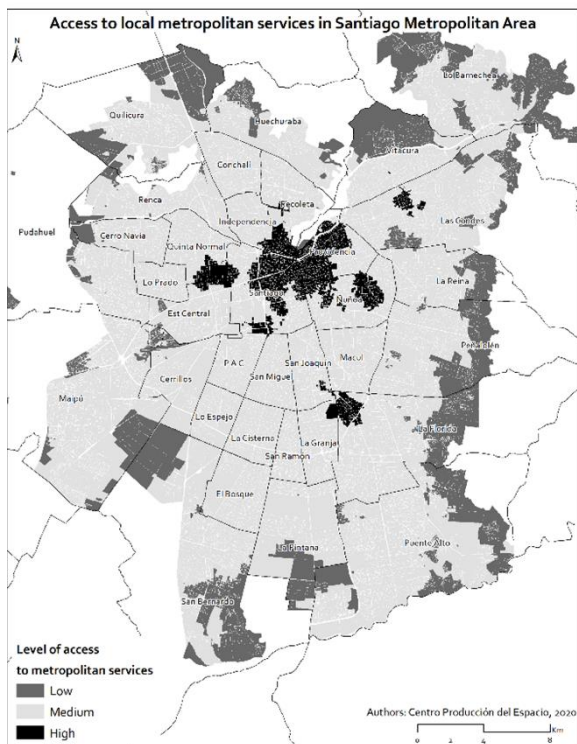 Access to local metropolitan services in Santiago Metropolitan Area
N
Lo Barnechea
Quilicura
Huechuraba
Vitacura
Conchalí
Recoleta
Renca
Independencia
Las Condes
Pudahuel
Cerro Navia
Quinta Normal
Providencia
La Reina
Lo Prado
Santiago
Ñuñoa
Est Central
Peñalolén
P A C
San Joaquin
Macul
Cerrillos
San Miguel
Maipú
Lo Espejo
La Florida
La Cisterna
La Granja
San Ramon
El Bosque
La Pintana
Puente Alto
San Bernardo
Level of access
to metropolitan services
Low
Medium
High
Authors: Centro Producción del Espacio, 2020
Km
0 2 4 8